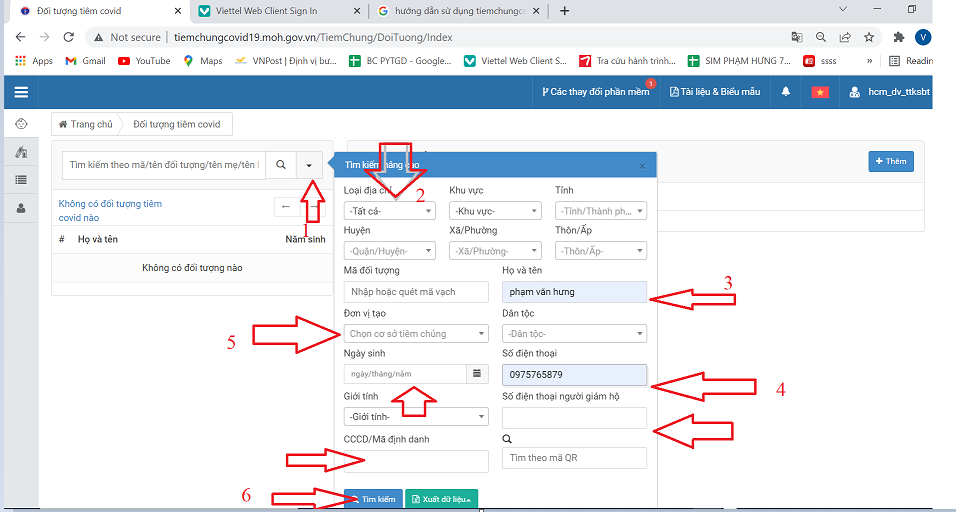 Đối tượng tiêm covid
Viettel Web Client Sign In
hướng dẫn sử dụng tiemchungco
Not secure | tiemchungcovid19.moh.gov.vn/TiemChung/DoiTuong/Index
V
Apps
Gmail
YouTube
Maps
VNPost | Định vị bư...
BC PYTGD - Google...
Viettel Web Client S...
Tra cứu hành trình...
SIM PHẠM HƯNG 7...
ssss
»
Readin
Các thay đổi phần mềm
1
Tài liệu & Biểu mẫu
hcm_dv_ttksbt
Trang chủ
Đối tượng tiêm covid
Tìm kiếm theo mã/tên đối tượng/tên mẹ/tên
Tìm kiếm nâng cao
×
+ Thêm
Không có đối tượng tiêm
covid nào
1
# Họ và tên Năm sinh
Không có đối tượng nào
Loại địa chỉ
2
Khu vực
Tỉnh
-Tất cả-
-Khu vực-
-Tỉnh/Thành ph...
Huyện
Xã/Phường
Thôn/Ấp
-Quận/Huyện-
-Xã/Phường-
-Thôn/Ấp-
Mã đối tượng
Họ và tên
3
Nhập hoặc quét mã vạch
phạm văn hưng
Đơn vị tạo
Dân tộc
5
Chọn cơ sở tiêm chủng
-Dân tộc-
Ngày sinh
Số điện thoại
ngày/tháng/năm
0975765879
4
Giới tính
Số điện thoại người giám hộ
-Giới tính-
CCCD/Mã định danh
Tìm theo mã QR
6
Tìm kiếm
Xuất dữ liệu